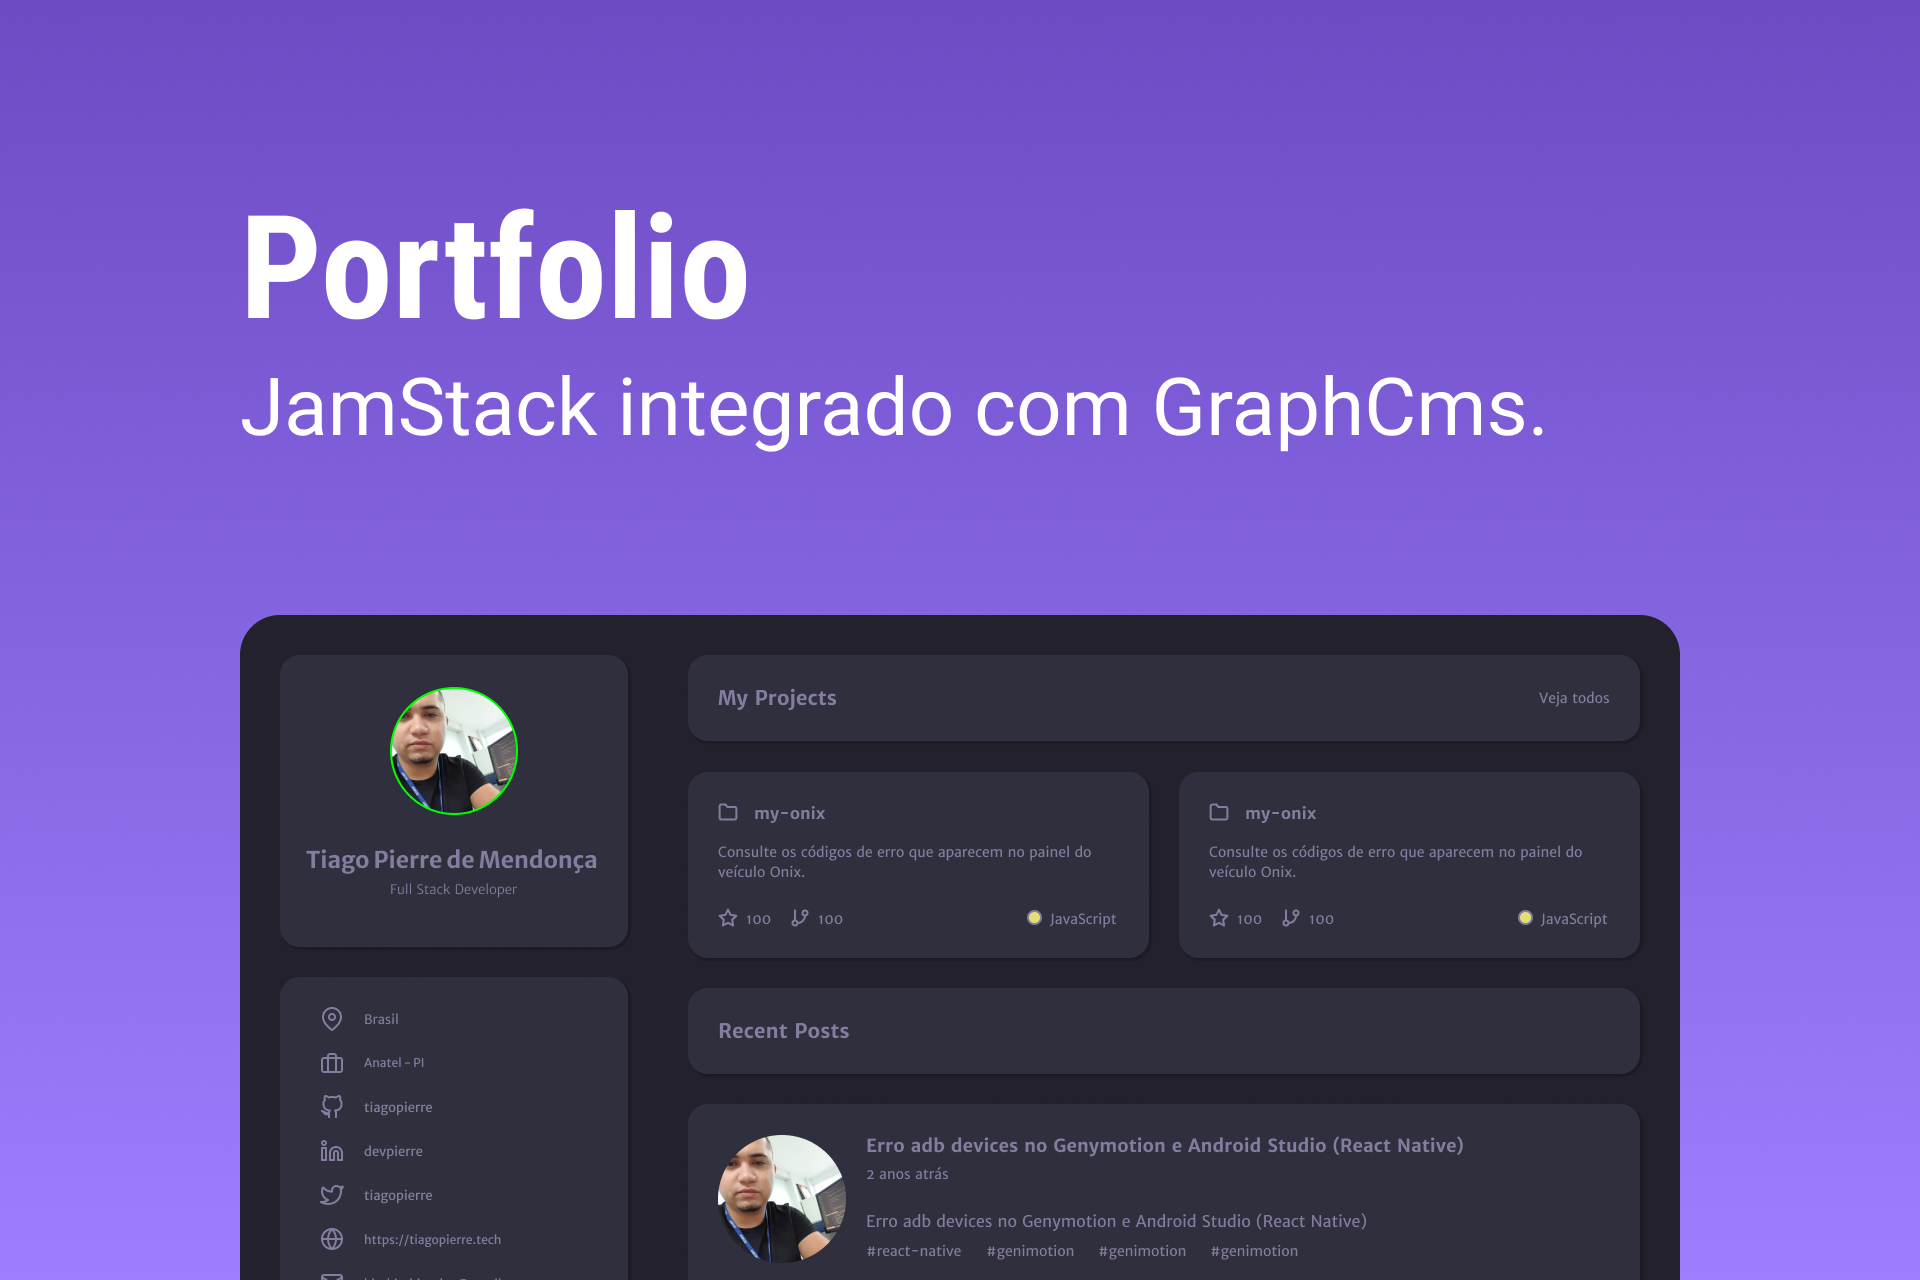 Portfolio
JamStack integrado com GraphCms.
Tiago Pierre de Mendonça
Full Stack Developer
Brasil
Anatel - PI
tiagopierre
devpierre
tiagopierre
https://tiagopierre.tech
My Projects
Veja todos
my-onix
Consulte os códigos de erro que aparecem no painel do
veículo Onix.
100
100
JavaScript
my-onix
Consulte os códigos de erro que aparecem no painel do
veículo Onix.
100
100
JavaScript
Recent Posts
Erro adb devices no Genymotion e Android Studio (React Native)
2 anos atrás
Erro adb devices no Genymotion e Android Studio (React Native)
#react-native #genimotion #genimotion #genimotion